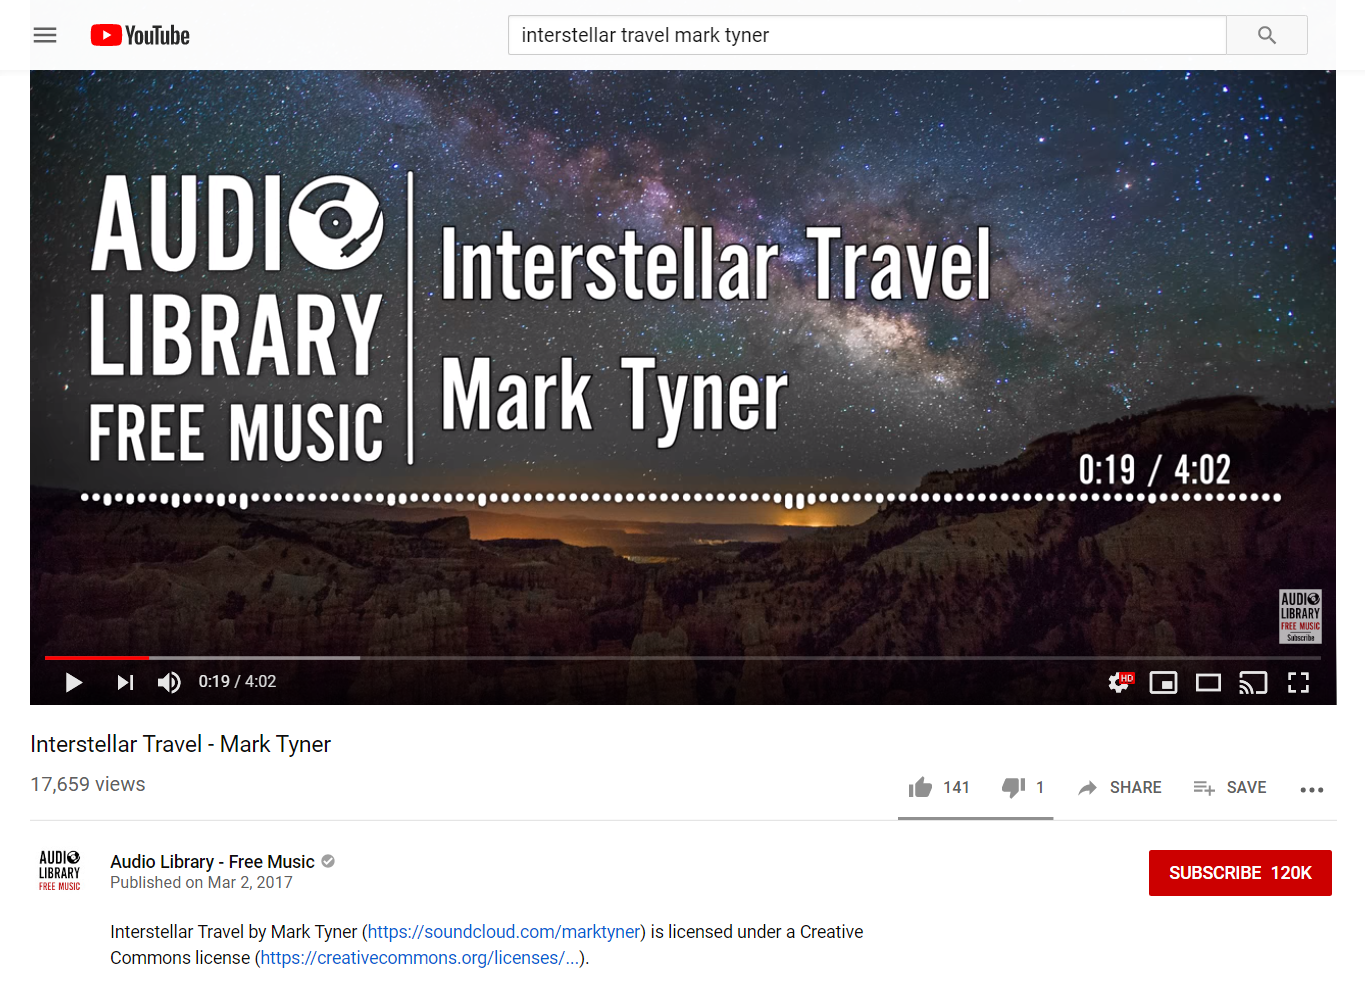 YouTube
interstellar travel mark tyner
AUDIO
LIBRARY
FREE MUSIC
Interstellar Travel
Mark Tyner
0:19 / 4:02
AUDIO
LIBRARY
FREE MUSIC
Subscribe
0:19 / 4:02
HD
Interstellar Travel - Mark Tyner
17,659 views
141
1
SHARE
SAVE
AUDIO
LIBRARY
FREE MUSIC
Audio Library - Free Music
Published on Mar 2, 2017
SUBSCRIBE 120K
Interstellar Travel by Mark Tyner (https://soundcloud.com/marktyner) is licensed under a Creative
Commons license (https://creativecommons.org/licenses/...).